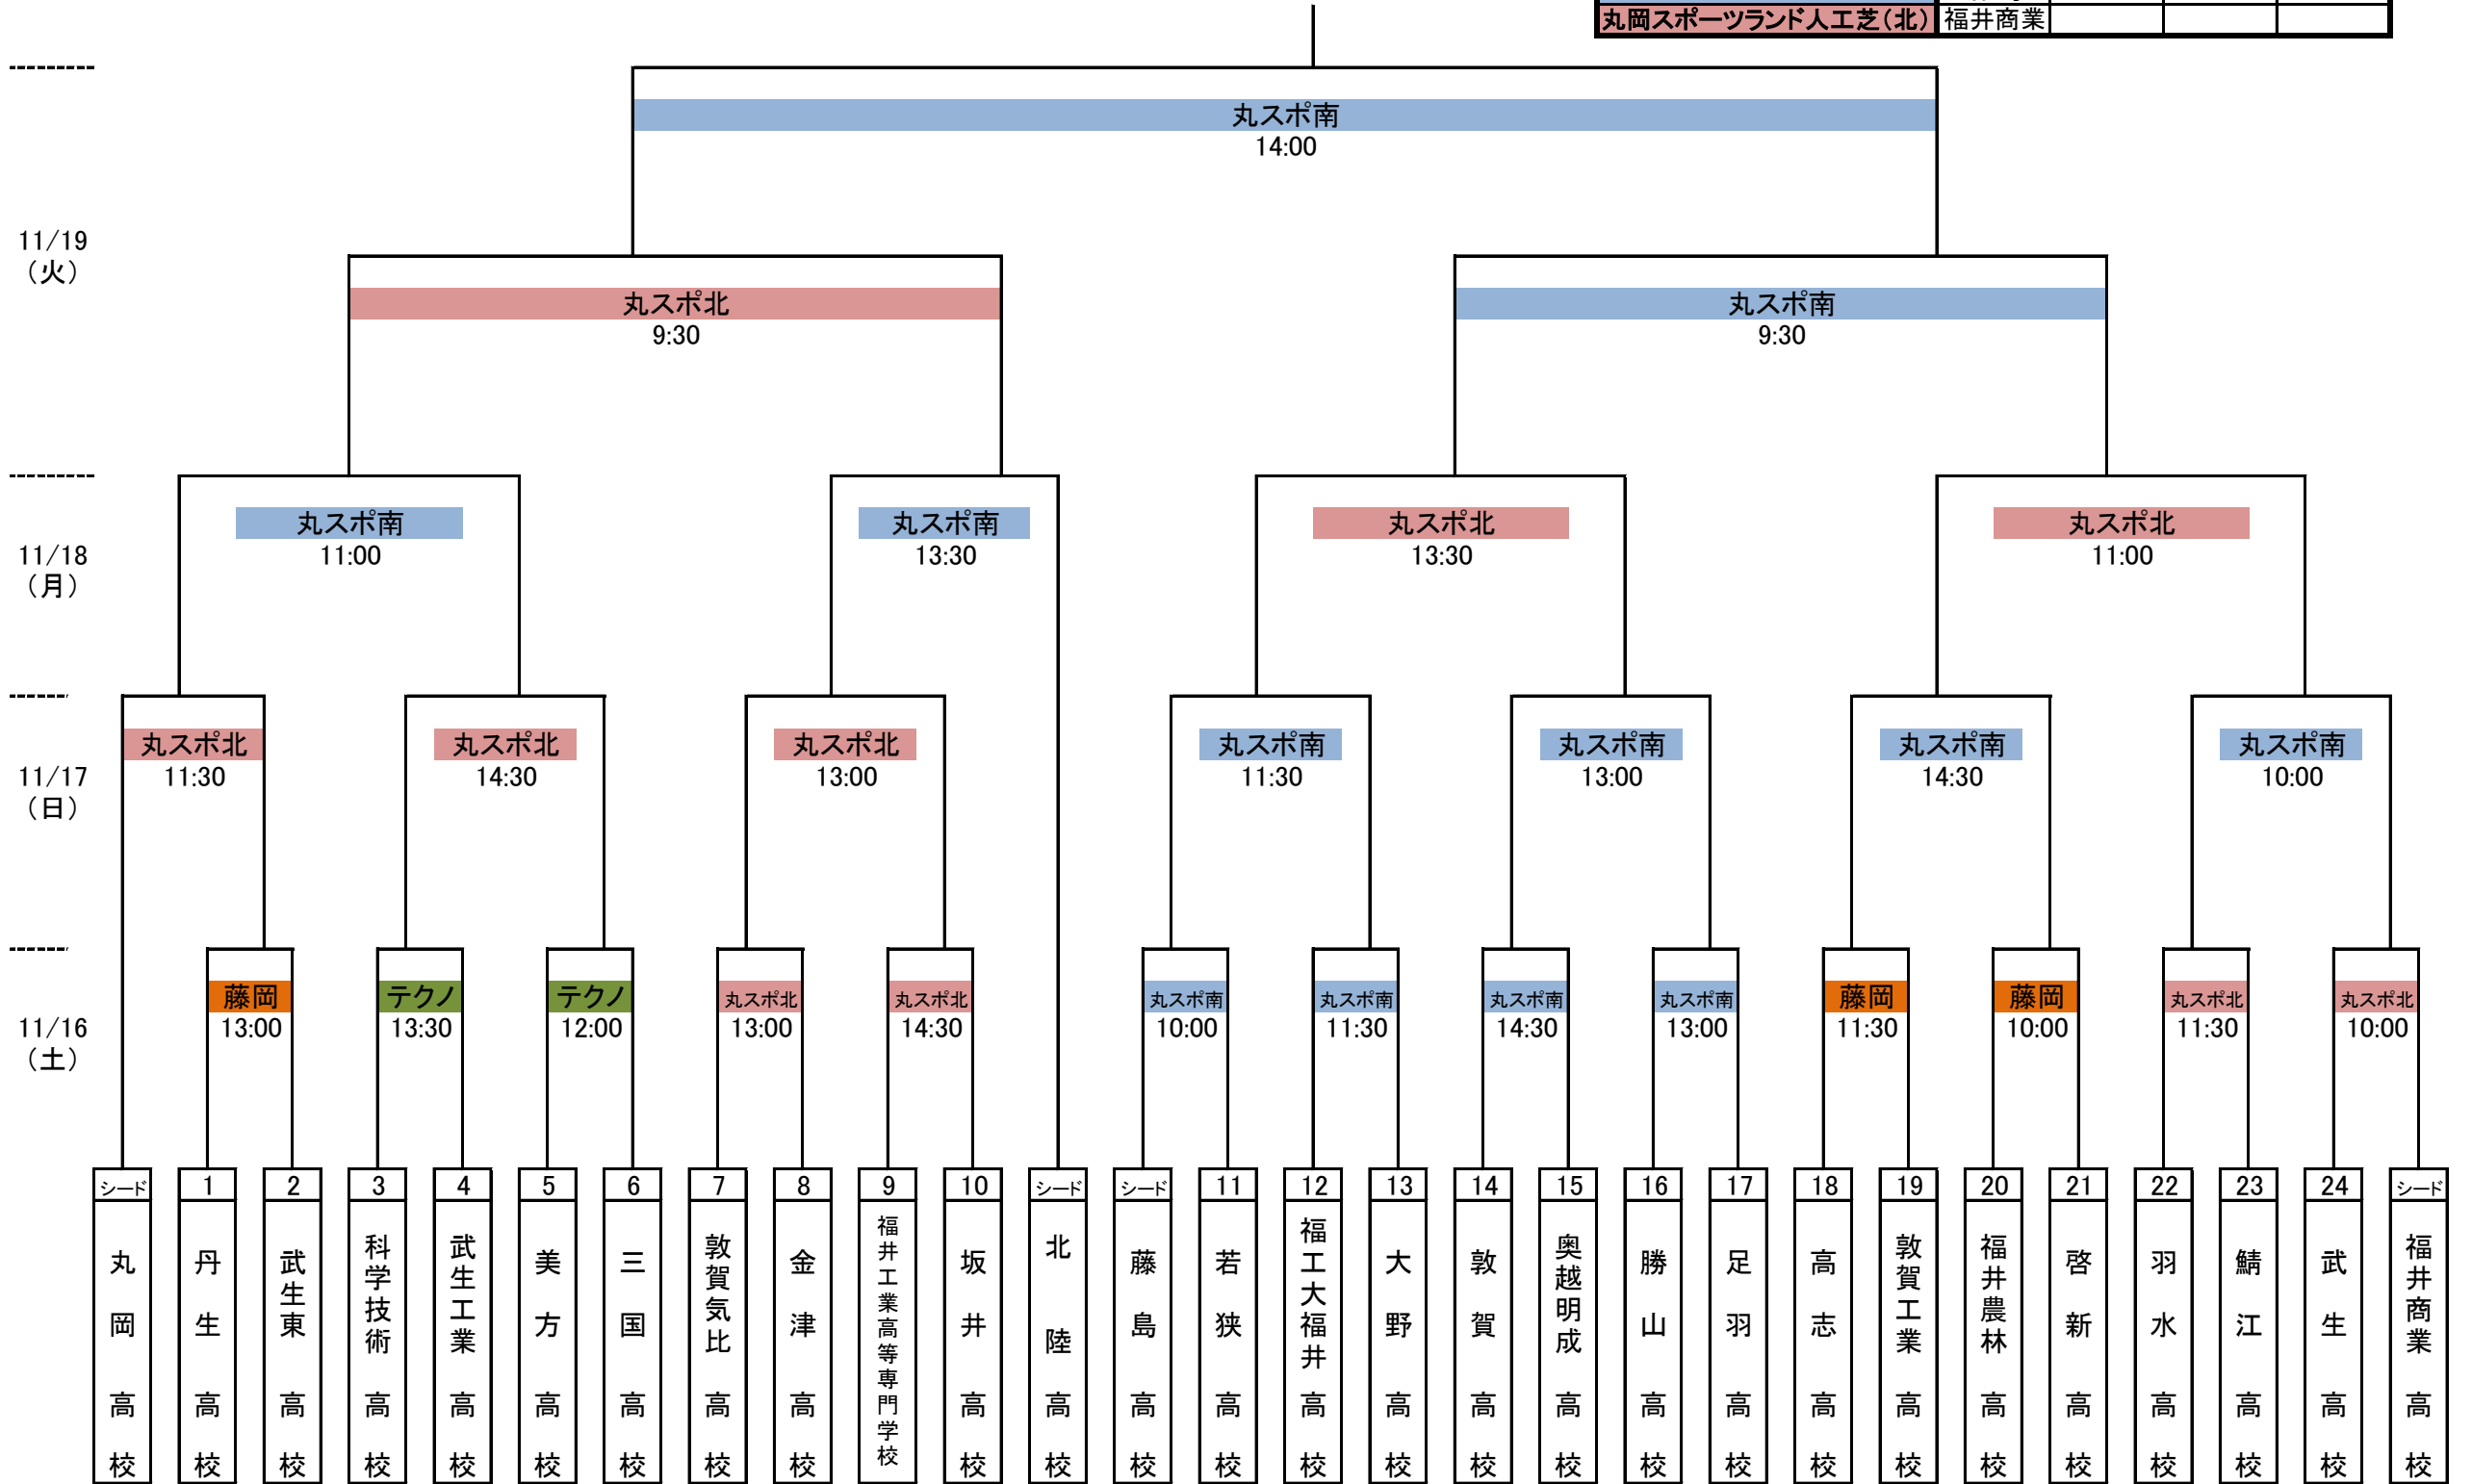 丸岡スポーツランド人工芝(北) 福井商業
丸スポ南
14:00
11/19
(火)
丸スポ北 丸スポ南
9:30 9:30
丸スポ南 丸スポ南 丸スポ北 丸スポ北
11/18 11:00 13:30 13:30 11:00
(月)
丸スポ北 丸スポ北 丸スポ北 丸スポ南 丸スポ南 丸スポ南 丸スポ南
11/17 11:30 14:30 13:00 11:30 13:00 14:30 10:00
(日)
藤岡 テクノ テクノ 丸スポ北 丸スポ北 丸スポ南 丸スポ南 丸スポ南 丸スポ南 藤岡 藤岡 丸スポ北 丸スポ北
11/16 13:00 13:30 12:00 13:00 14:30 10:00 11:30 14:30 13:00 11:30 10:00 11:30 10:00
(土)
シード 1 2 3 4 5 6 7 8 9 10 シード シード 11 12 13 14 15 16 17 18 19 20 21 22 23 24 シード
丸岡高校
丹生高校
武生東高校
科学技術高校
武生工業高校
美方高校
三国高校
敦賀気比高校
金津高校
福井工業高等専門学校
坂井高校
北陸高校
藤島高校
若狭高校
福工大福井高校
大野高校
敦賀高校
奥越明成高校
勝山高校
足羽高校
高志高校
敦賀工業高校
福井農林高校
啓新高校
羽水高校
鯖江高校
武生高校
福井商業高校